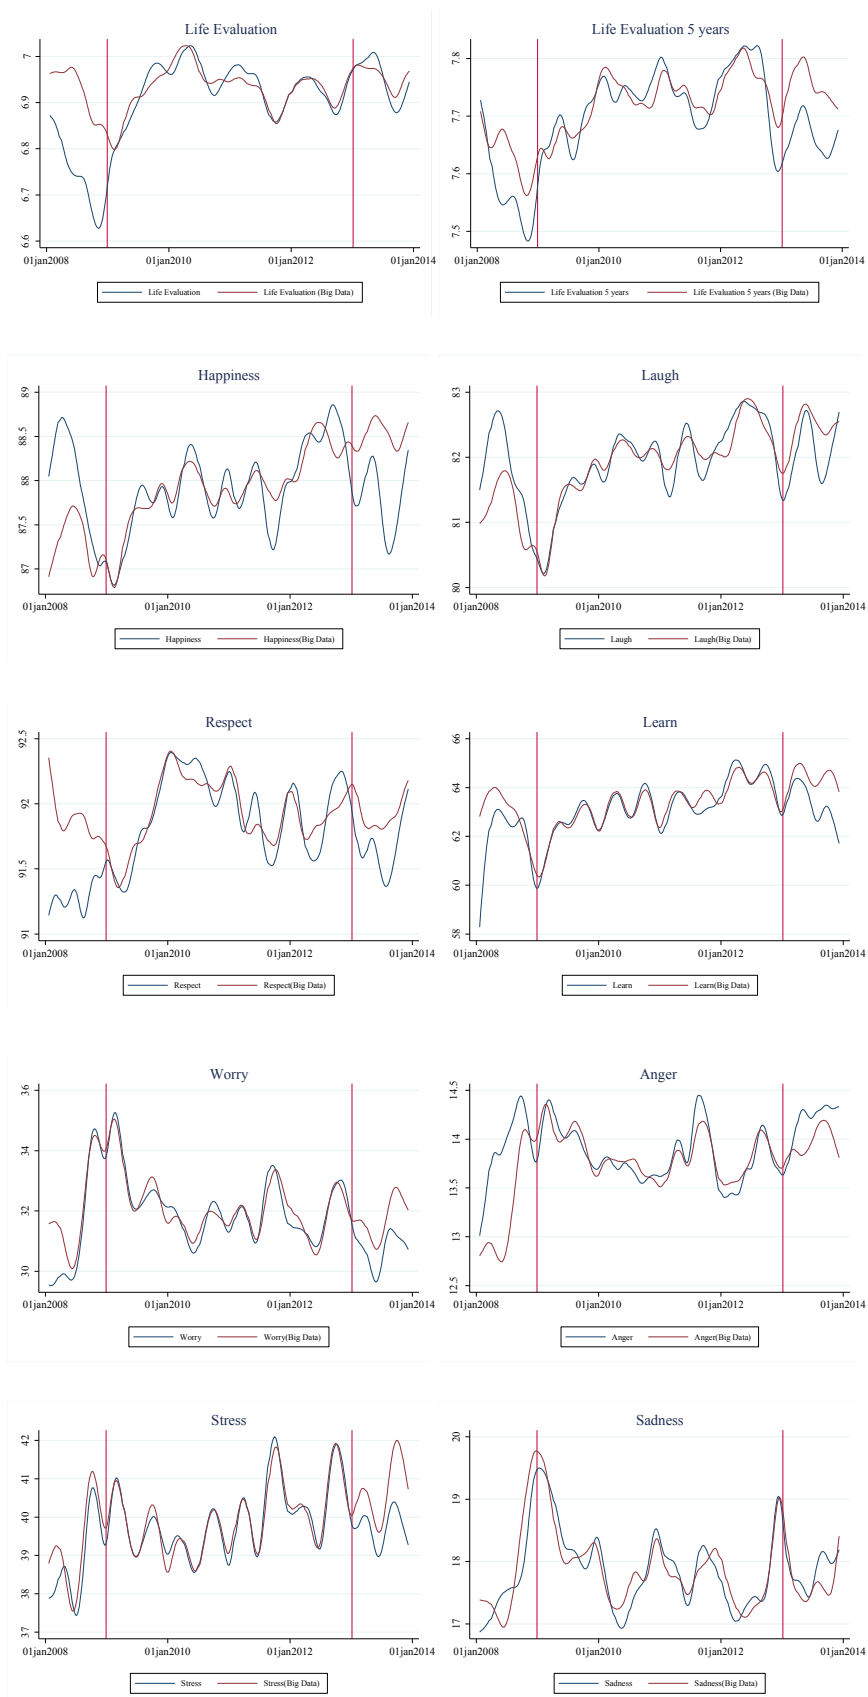 Life Evaluation
7
6.9
6.8
6.7
6.6
01jan2008 01jan2010 01jan2012 01jan2014
Life Evaluation Life Evaluation (Big Data)
Life Evaluation 5 years
7.8
7.7
7.6
7.5
01jan2008 01jan2010 01jan2012 01jan2014
Life Evaluation 5 years Life Evaluation 5 years (Big Data)
Happiness
89
88.5
88
87.5
87
01jan2008 01jan2010 01jan2012 01jan2014
Happiness Happiness(Big Data)
Laugh
83
82
81
80
01jan2008 01jan2010 01jan2012 01jan2014
Laugh Laugh(Big Data)
Respect
92.5
92
91.5
91
01jan2008 01jan2010 01jan2012 01jan2014
Respect Respect(Big Data)
Learn
66
64
62
60
58
01jan2008 01jan2010 01jan2012 01jan2014
Learn Learn(Big Data)
Worry
36
34
32
30
01jan2008 01jan2010 01jan2012 01jan2014
Worry Worry(Big Data)
Anger
14.5
14
13.5
13
12.5
01jan2008 01jan2010 01jan2012 01jan2014
Anger Anger(Big Data)
Stress
42
41
40
39
38
37
01jan2008 01jan2010 01jan2012 01jan2014
Stress Stress(Big Data)
Sadness
20
19
18
17
01jan2008 01jan2010 01jan2012 01jan2014
Sadness Sadness(Big Data)